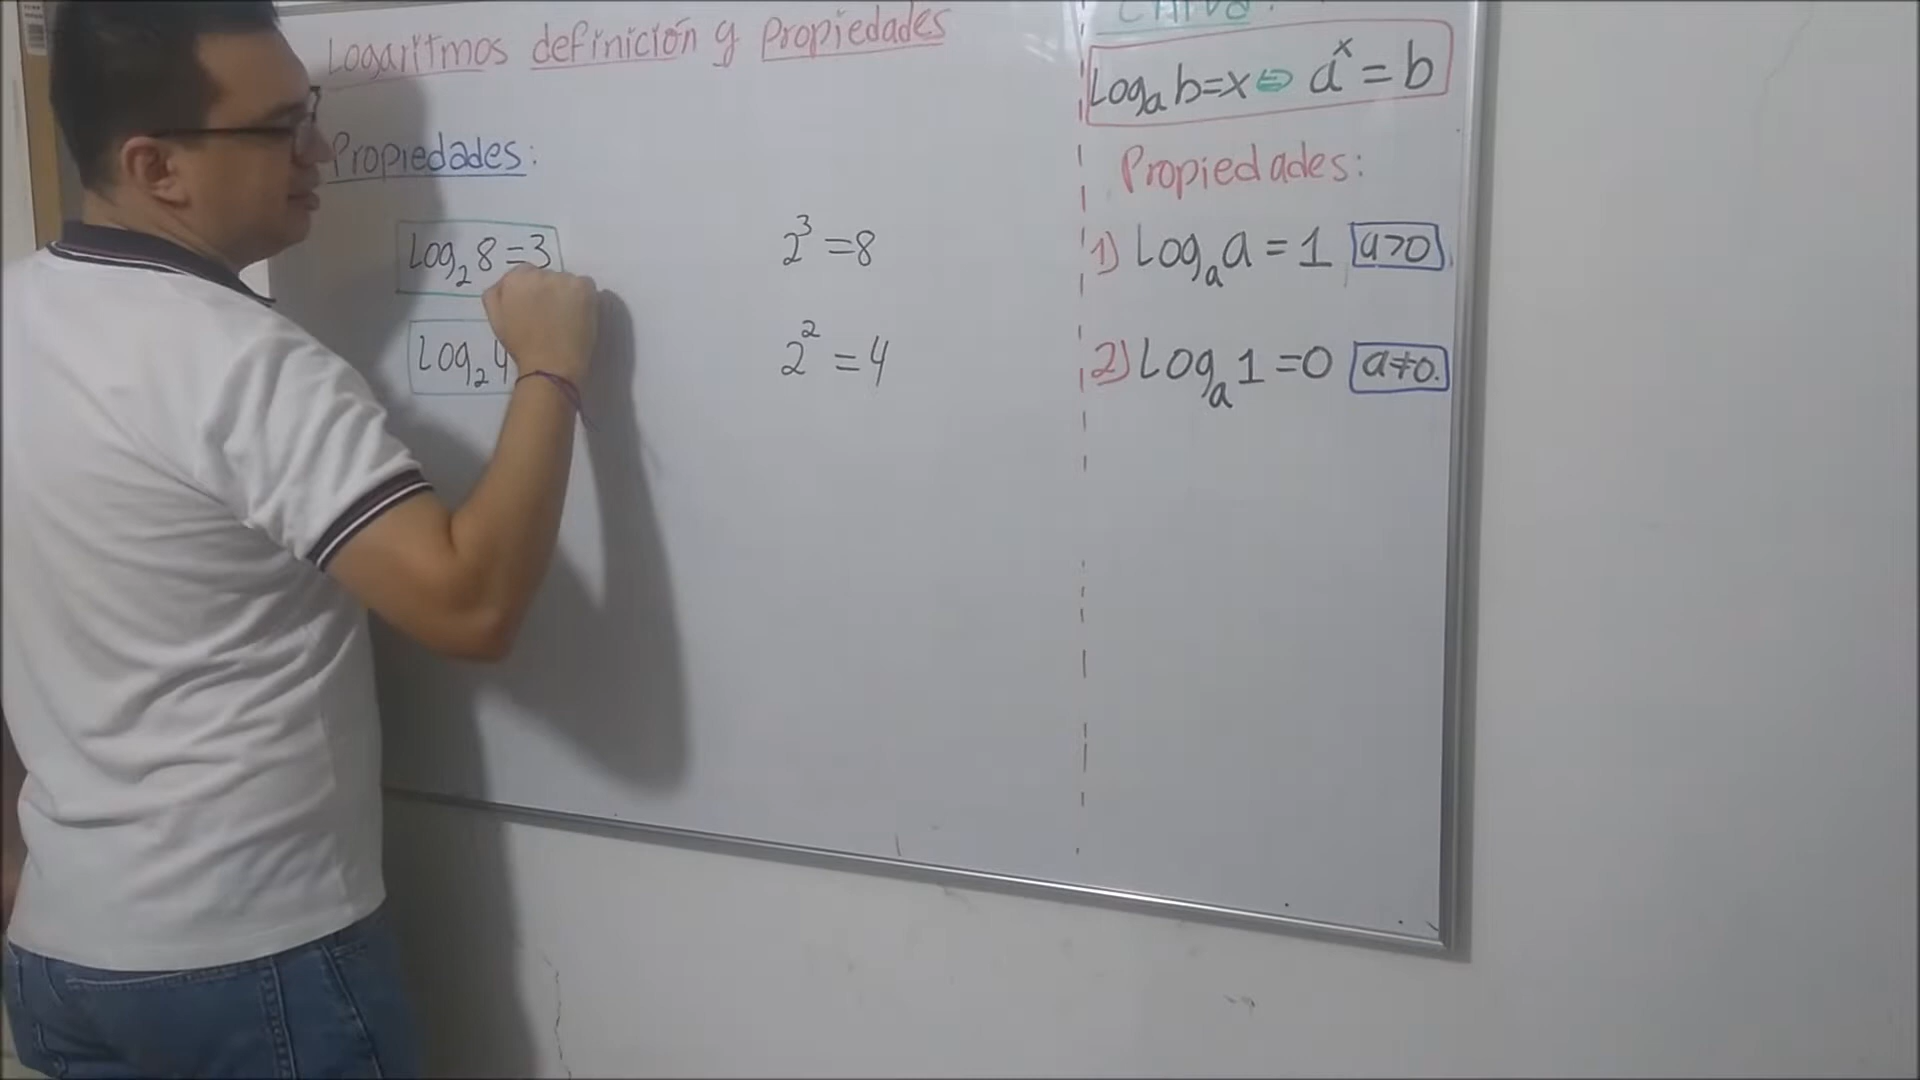 Logaritmos definición y Propiedades
Propiedades:
Log₂ 8 = 3
2³ = 8
Log₂ 4
2² = 4
Logₐ b = x ⇔ aˣ = b
Propiedades:
1) Logₐ a = 1 a>0
2) Logₐ 1 = 0 a≠0.